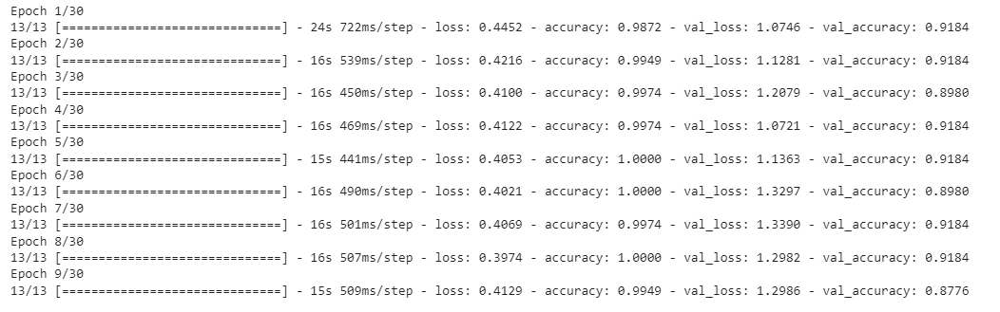 Epoch 1/30
13/13 [==============================] - 24s 722ms/step - loss: 0.4452 - accuracy: 0.9872 - val_loss: 1.0746 - val_accuracy: 0.9184
Epoch 2/30
13/13 [==============================] - 16s 539ms/step - loss: 0.4216 - accuracy: 0.9949 - val_loss: 1.1281 - val_accuracy: 0.9184
Epoch 3/30
13/13 [==============================] - 16s 450ms/step - loss: 0.4100 - accuracy: 0.9974 - val_loss: 1.2079 - val_accuracy: 0.8980
Epoch 4/30
13/13 [==============================] - 16s 469ms/step - loss: 0.4122 - accuracy: 0.9974 - val_loss: 1.0721 - val_accuracy: 0.9184
Epoch 5/30
13/13 [==============================] - 15s 441ms/step - loss: 0.4053 - accuracy: 1.0000 - val_loss: 1.1363 - val_accuracy: 0.9184
Epoch 6/30
13/13 [==============================] - 16s 490ms/step - loss: 0.4021 - accuracy: 1.0000 - val_loss: 1.3297 - val_accuracy: 0.8980
Epoch 7/30
13/13 [==============================] - 16s 501ms/step - loss: 0.4069 - accuracy: 0.9974 - val_loss: 1.3390 - val_accuracy: 0.9184
Epoch 8/30
13/13 [==============================] - 16s 507ms/step - loss: 0.3974 - accuracy: 1.0000 - val_loss: 1.2982 - val_accuracy: 0.9184
Epoch 9/30
13/13 [==============================] - 15s 509ms/step - loss: 0.4129 - accuracy: 0.9949 - val_loss: 1.2986 - val_accuracy: 0.8776